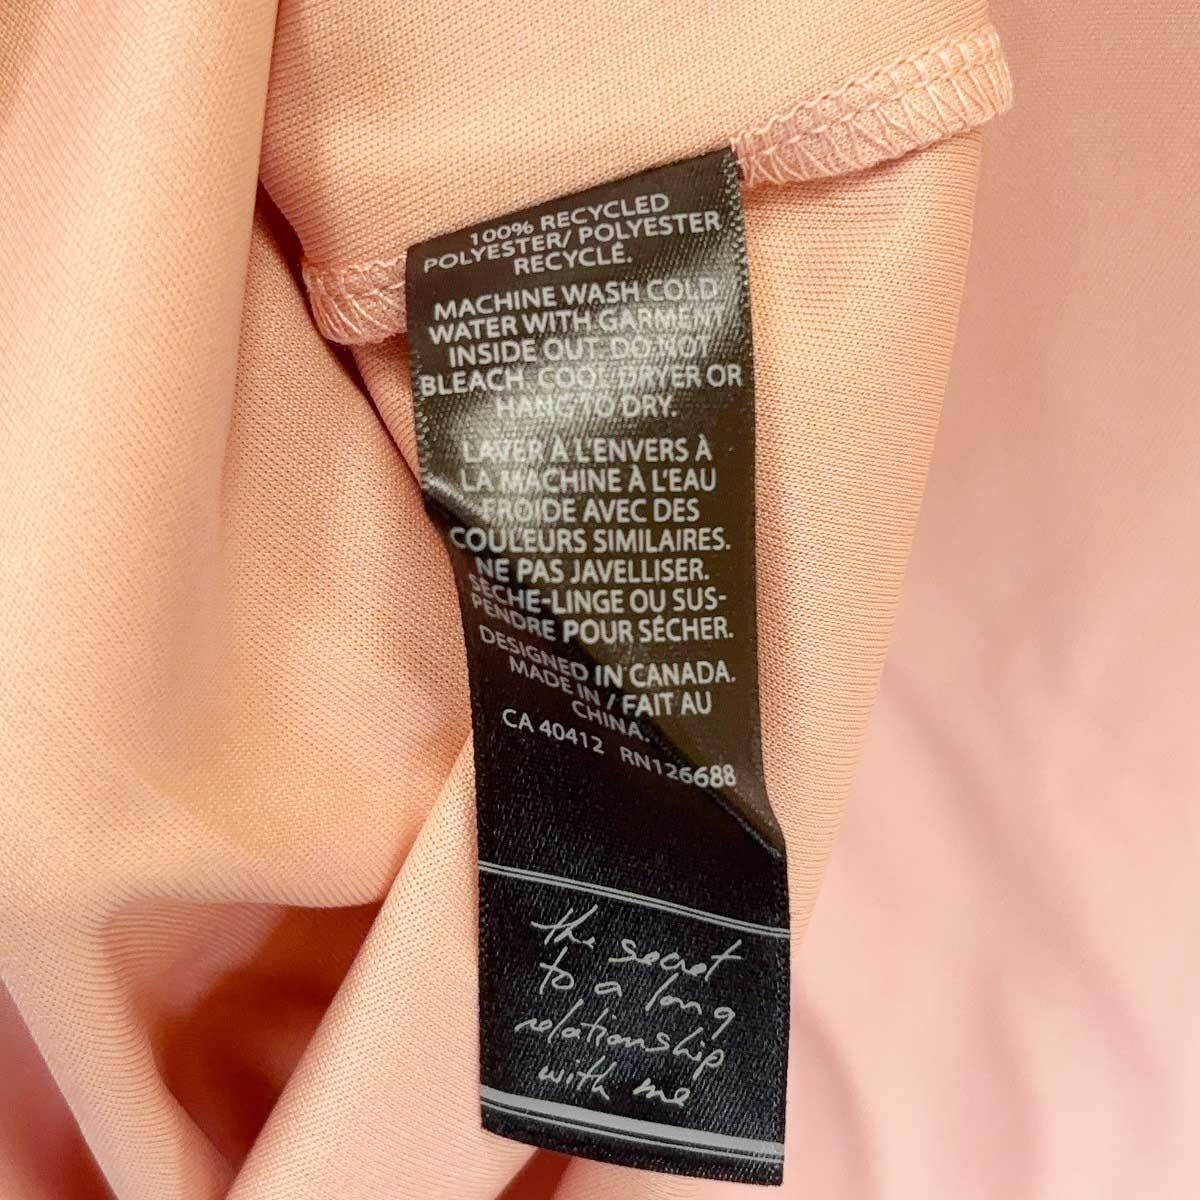 100% RECYCLED
POLYESTER/ POLYESTER
RECYCLÉ.
MACHINE WASH COLD
WATER WITH GARMENT
INSIDE OUT. DO NOT
BLEACH. COOL DRYER OR
HANG TO DRY.
LAVER À L'ENVERS À
LA MACHINE À L'EAU
FROIDE AVEC DES
COULEURS SIMILAIRES.
NE PAS JAVELLISER.
SÈCHE-LINGE OU SUS-
PENDRE POUR SÉCHER.
DESIGNED IN CANADA.
MADE IN / FAIT AU
CHINA.
CA 40412 RN126688
the secret
to a long
relationship
with me